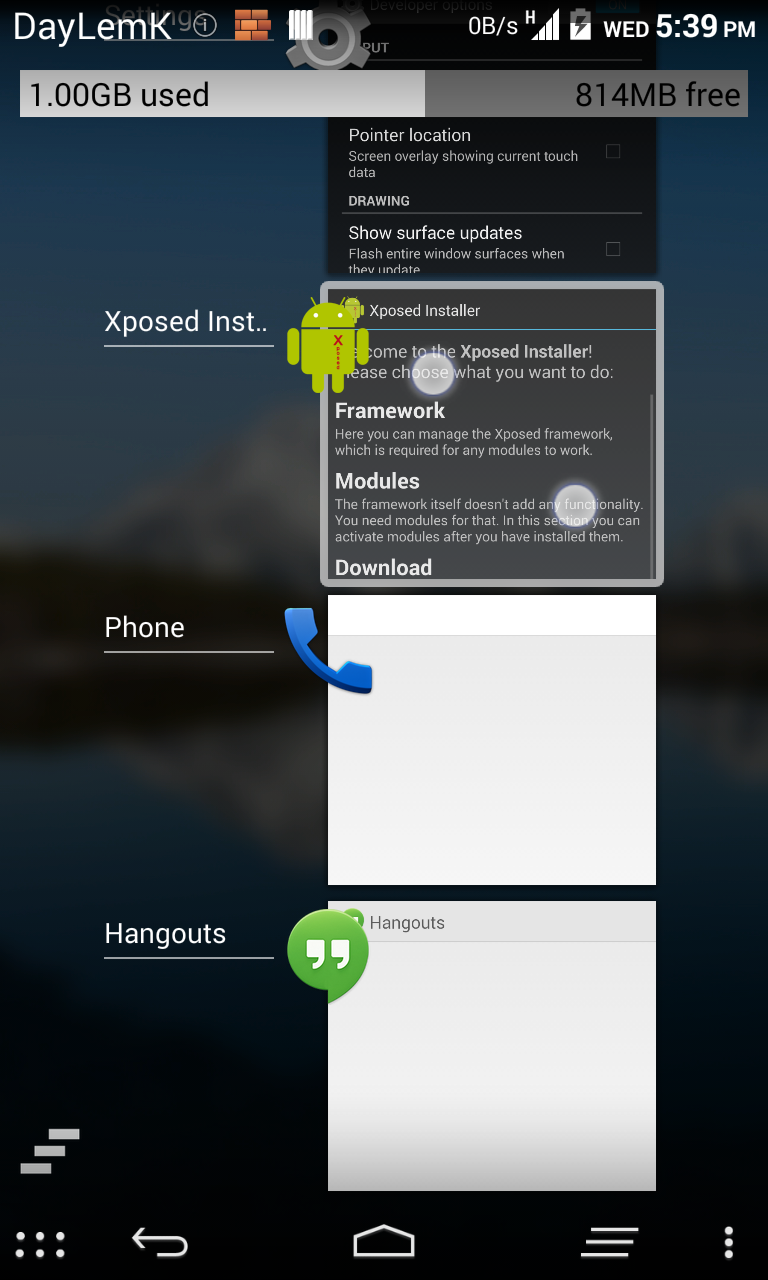 DayLemK
0B/s H WED 5:39 PM
Settings
Developer options
PUT
1.00GB used 814MB free
Pointer location
Screen overlay showing current touch
data
DRAWING
Show surface updates
Flash entire window surfaces when
they update
Xposed Inst..
Xposed Installer
come to the Xposed Installer!
ease choose what you want to do:
Framework
Here you can manage the Xposed framework,
which is required for any modules to work.
Modules
The framework itself doesn't add any functionality.
You need modules for that. In this section you can
activate modules after you have installed them.
Download
Phone
Hangouts
Hangouts